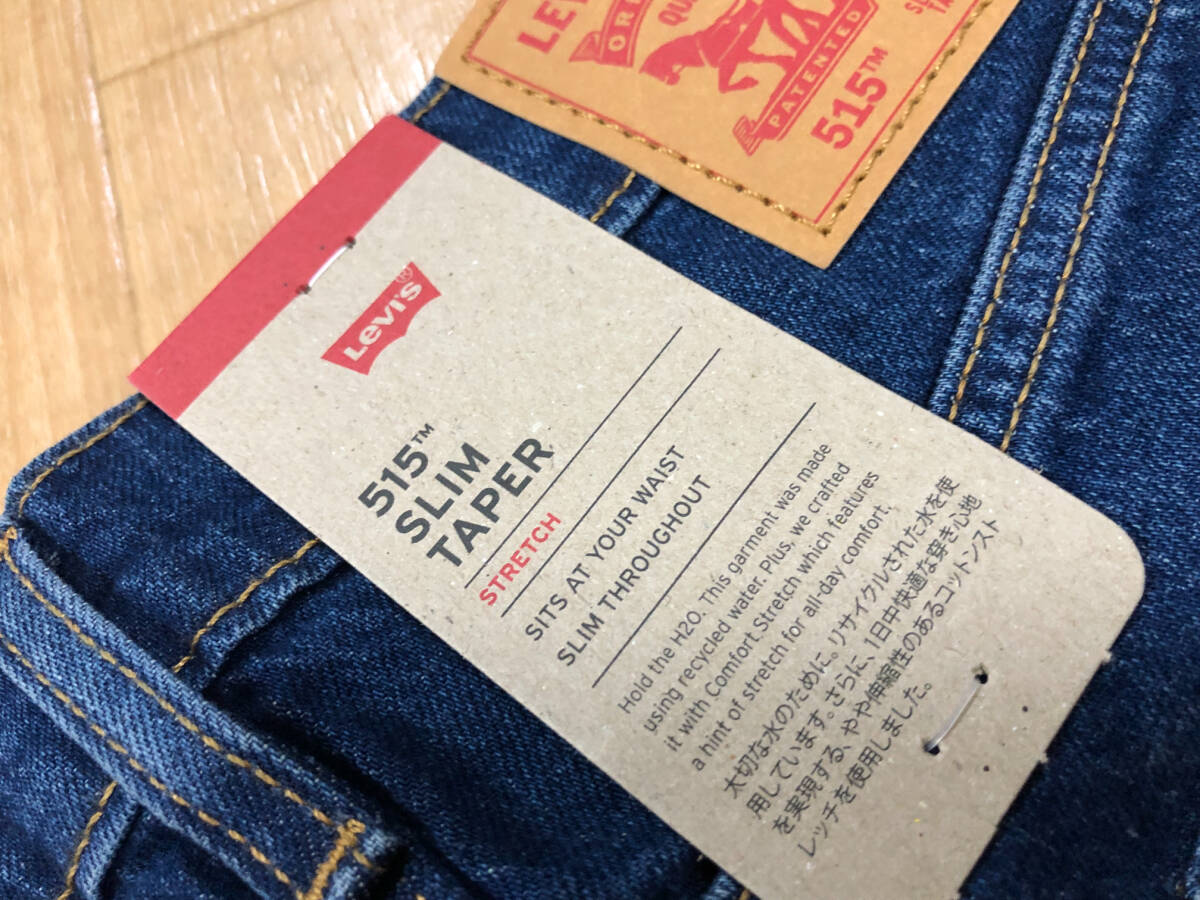 LEV
QU
515™
PATENTED
Levi's®
515™
SLIM
TAPER
STRETCH
SITS AT YOUR WAIST
SLIM THROUGHOUT
Hold the H2O. This garment was made
using recycled water. Plus, we crafted
it with Comfort.Stretch which features
a hint of stretch for all-day comfort.
大切な水のために。リサイクルされた水を使
用しています。さらに、1日中快適な穿き心地
を実現する、やや伸縮性のあるコットンスト
レッチを使用しました。